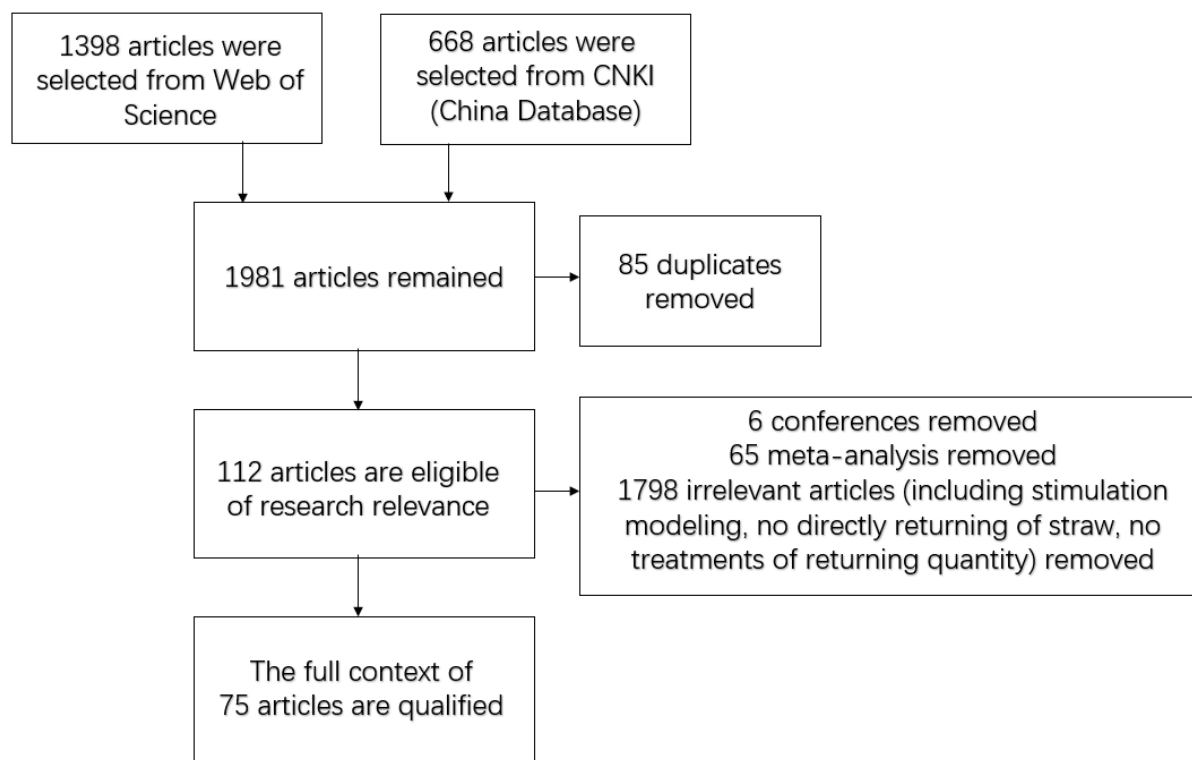 1398 articles were
selected from Web of
Science
668 articles were
selected from CNKI
(China Database)
1981 articles remained
85 duplicates
removed
112 articles are eligible
of research relevance
6 conferences removed
65 meta-analysis removed
1798 irrelevant articles (including stimulation
modeling, no directly returning of straw, no
treatments of returning quantity) removed
The full context of
75 articles are qualified